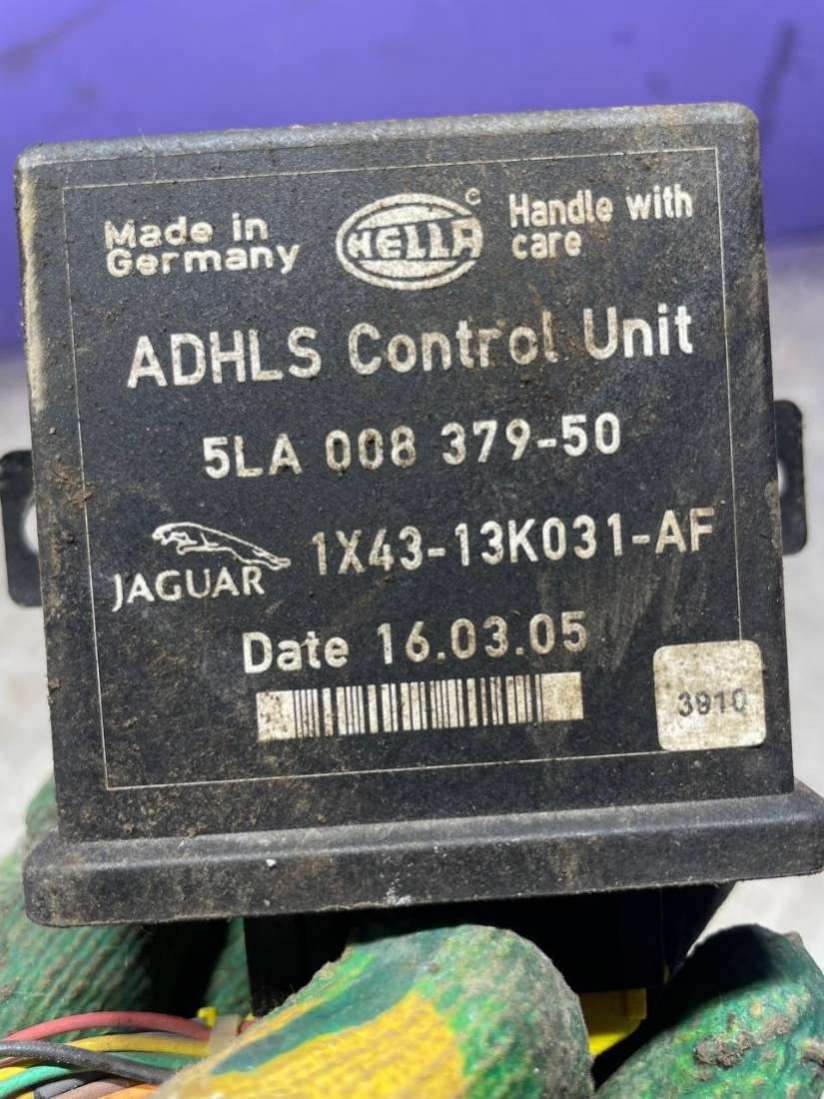 Made in
Germany
HELLA
©
Handle with
care
ADHLS Control Unit
5LA 008 379-50
JAGUAR
1X43-13K031-AF
Date 16.03.05
3910